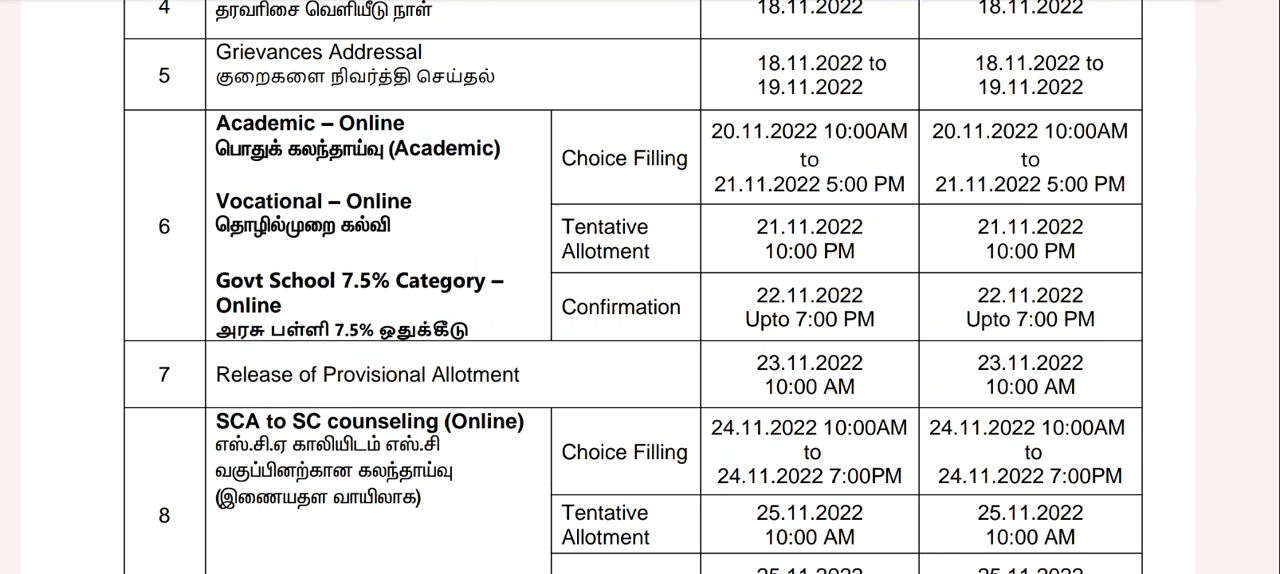 4
தரவரிசை வெளியீடு நாள்
18.11.2022
18.11.2022
5
Grievances Addressal
குறைகளை நிவர்த்தி செய்தல்
18.11.2022 to
19.11.2022
18.11.2022 to
19.11.2022
6
Academic – Online
பொதுக் கலந்தாய்வு (Academic)
Vocational – Online
தொழில்முறை கல்வி
Govt School 7.5% Category –
Online
அரசு பள்ளி 7.5% ஒதுக்கீடு
Choice Filling
20.11.2022 10:00AM
to
21.11.2022 5:00 PM
20.11.2022 10:00AM
to
21.11.2022 5:00 PM
Tentative
Allotment
21.11.2022
10:00 PM
21.11.2022
10:00 PM
Confirmation
22.11.2022
Upto 7:00 PM
22.11.2022
Upto 7:00 PM
7
Release of Provisional Allotment
23.11.2022
10:00 AM
23.11.2022
10:00 AM
8
SCA to SC counseling (Online)
எஸ்.சி.ஏ காலியிடம் எஸ்.சி
வகுப்பினற்கான கலந்தாய்வு
(இணையதள வாயிலாக)
Choice Filling
24.11.2022 10:00AM
to
24.11.2022 7:00PM
24.11.2022 10:00AM
to
24.11.2022 7:00PM
Tentative
Allotment
25.11.2022
10:00 AM
25.11.2022
10:00 AM
25.11.2022
25.11.2022